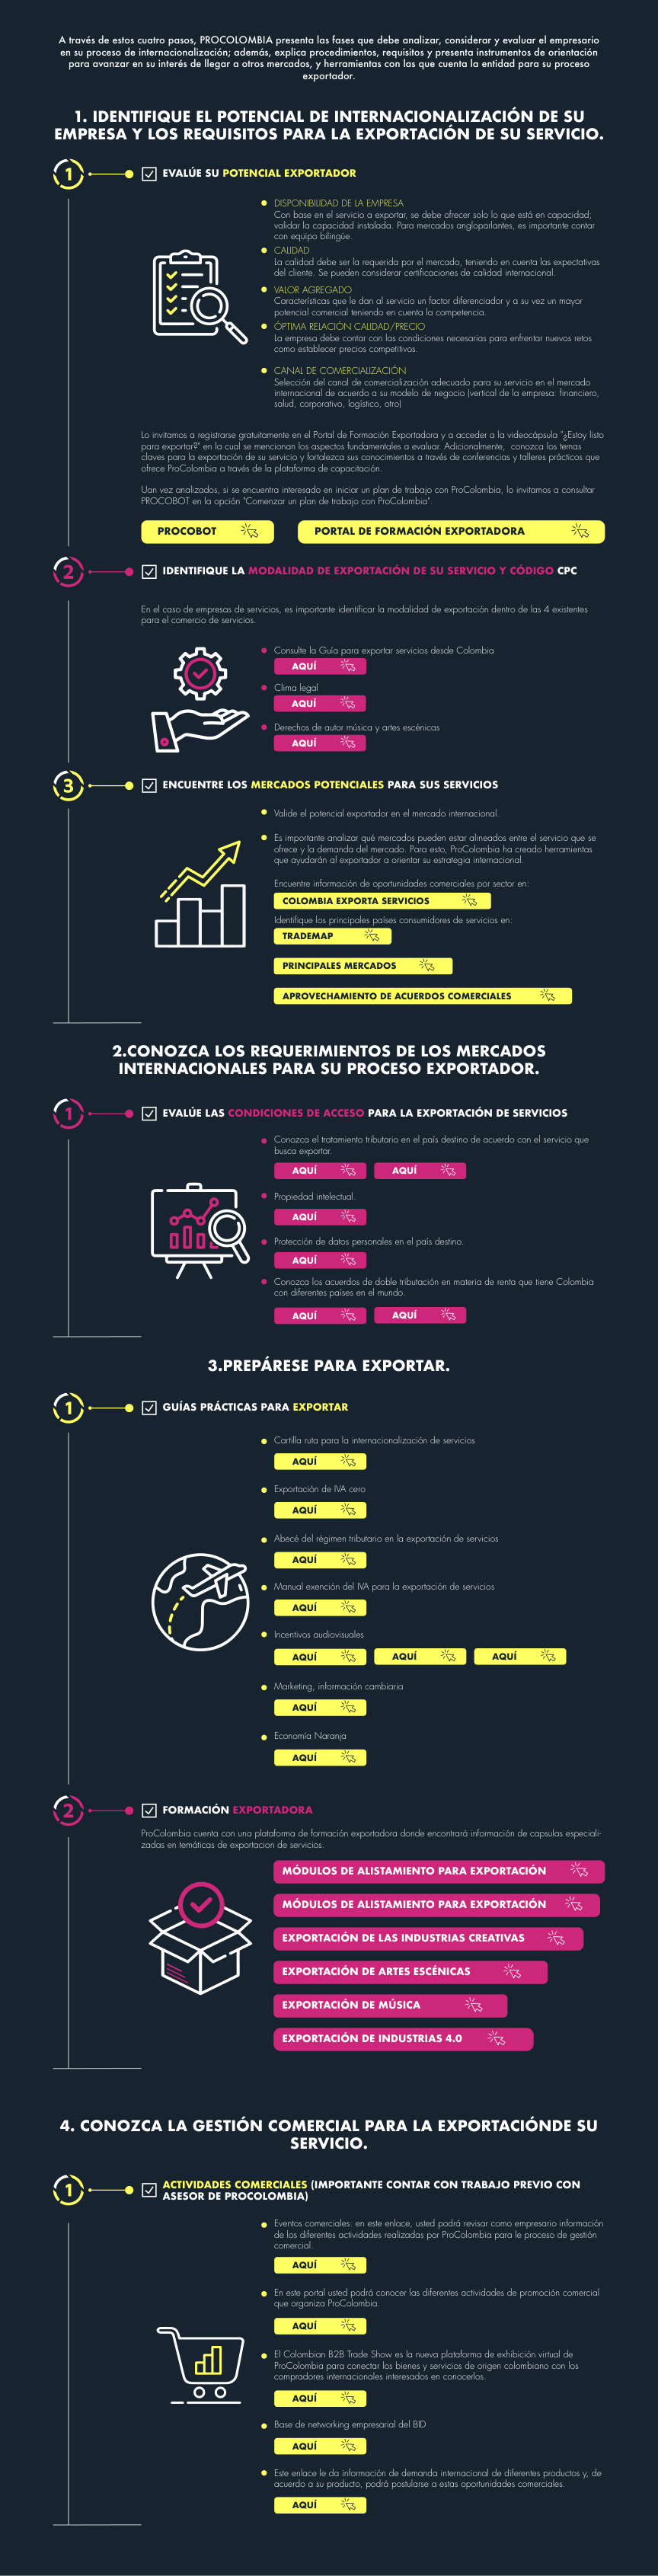 A través de estos cuatro pasos, PROCOLOMBIA presenta las fases que debe analizar, considerar y evaluar el empresario
en su proceso de internacionalización; además, explica procedimientos, requisitos y presenta instrumentos de orientación
para avanzar en su interés de llegar a otros mercados, y herramientas con las que cuenta la entidad para su proceso
exportador.
1. IDENTIFIQUE EL POTENCIAL DE INTERNACIONALIZACIÓN DE SU
EMPRESA Y LOS REQUISITOS PARA LA EXPORTACIÓN DE SU SERVICIO.
1 EVALÚE SU POTENCIAL EXPORTADOR
DISPONIBILIDAD DE LA EMPRESA
Con base en el servicio a exportar, se debe ofrecer solo lo que está en capacidad;
validar la capacidad instalada. Para mercados angloparlantes, es importante contar
con equipo bilingüe.
CALIDAD
La calidad debe ser la requerida por el mercado, teniendo en cuenta las expectativas
del cliente. Se pueden considerar certificaciones de calidad internacional.
VALOR AGREGADO
Características que le dan al servicio un factor diferenciador y a su vez un mayor
potencial comercial teniendo en cuenta la competencia.
ÓPTIMA RELACIÓN CALIDAD/PRECIO
La empresa debe contar con las condiciones necesarias para enfrentar nuevos retos
como establecer precios competitivos.
CANAL DE COMERCIALIZACIÓN
Selección del canal de comercialización adecuado para su servicio en el mercado
internacional de acuerdo a su modelo de negocio (vertical de la empresa: financiero,
salud, corporativo, logístico, otro)
Lo invitamos a registrarse gratuitamente en el Portal de Formación Exportadora y a acceder a la videocápsula "¿Estoy listo
para exportar?" en la cual se mencionan los aspectos fundamentales a evaluar. Adicionalmente, conozca los temas
claves para la exportación de su servicio y fortalezca sus conocimientos a través de conferencias y talleres prácticos que
ofrece ProColombia a través de la plataforma de capacitación.
Uan vez analizados, si se encuentra interesado en iniciar un plan de trabajo con ProColombia, lo invitamos a consultar
PROCOBOT en la opción "Comenzar un plan de trabajo con ProColombia".
PROCOBOT PORTAL DE FORMACIÓN EXPORTADORA
2 IDENTIFIQUE LA MODALIDAD DE EXPORTACIÓN DE SU SERVICIO Y CÓDIGO CPC
En el caso de empresas de servicios, es importante identificar la modalidad de exportación dentro de las 4 existentes
para el comercio de servicios.
Consulte la Guía para exportar servicios desde Colombia
AQUÍ
Clima legal
AQUÍ
Derechos de autor música y artes escénicas
AQUÍ
3 ENCUENTRE LOS MERCADOS POTENCIALES PARA SUS SERVICIOS
Valide el potencial exportador en el mercado internacional.
Es importante analizar qué mercados pueden estar alineados entre el servicio que se
ofrece y la demanda del mercado. Para esto, ProColombia ha creado herramientas
que ayudarán al exportador a orientar su estrategia internacional.
Encuentre información de oportunidades comerciales por sector en:
COLOMBIA EXPORTA SERVICIOS
Identifique los principales países consumidores de servicios en:
TRADEMAP
PRINCIPALES MERCADOS
APROVECHAMIENTO DE ACUERDOS COMERCIALES
2.CONOZCA LOS REQUERIMIENTOS DE LOS MERCADOS
INTERNACIONALES PARA SU PROCESO EXPORTADOR.
1 EVALÚE LAS CONDICIONES DE ACCESO PARA LA EXPORTACIÓN DE SERVICIOS
Conozca el tratamiento tributario en el país destino de acuerdo con el servicio que
busca exportar.
AQUÍ AQUÍ
Propiedad intelectual.
AQUÍ
Protección de datos personales en el país destino.
AQUÍ
Conozca los acuerdos de doble tributación en materia de renta que tiene Colombia
con diferentes países en el mundo.
AQUÍ AQUÍ
3.PREPÁRESE PARA EXPORTAR.
1 GUÍAS PRÁCTICAS PARA EXPORTAR
Cartilla ruta para la internacionalización de servicios
AQUÍ
Exportación de IVA cero
AQUÍ
Abecé del régimen tributario en la exportación de servicios
AQUÍ
Manual exención del IVA para la exportación de servicios
AQUÍ
Incentivos audiovisuales
AQUÍ AQUÍ AQUÍ
Marketing, información cambiaria
AQUÍ
Economía Naranja
AQUÍ
2 FORMACIÓN EXPORTADORA
ProColombia cuenta con una plataforma de formación exportadora donde encontrará información de capsulas especiali-
zadas en temáticas de exportacion de servicios.
MÓDULOS DE ALISTAMIENTO PARA EXPORTACIÓN
MÓDULOS DE ALISTAMIENTO PARA EXPORTACIÓN
EXPORTACIÓN DE LAS INDUSTRIAS CREATIVAS
EXPORTACIÓN DE ARTES ESCÉNICAS
EXPORTACIÓN DE MÚSICA
EXPORTACIÓN DE INDUSTRIAS 4.0
4. CONOZCA LA GESTIÓN COMERCIAL PARA LA EXPORTACIÓNDE SU
SERVICIO.
1 ACTIVIDADES COMERCIALES (IMPORTANTE CONTAR CON TRABAJO PREVIO CON
ASESOR DE PROCOLOMBIA)
Eventos comerciales: en este enlace, usted podrá revisar como empresario información
de los diferentes actividades realizadas por ProColombia para le proceso de gestión
comercial.
AQUÍ
En este portal usted podrá conocer las diferentes actividades de promoción comercial
que organiza ProColombia.
AQUÍ
El Colombian B2B Trade Show es la nueva plataforma de exhibición virtual de
ProColombia para conectar los bienes y servicios de origen colombiano con los
compradores internacionales interesados en conocerlos.
AQUÍ
Base de networking empresarial del BID
AQUÍ
Este enlace le da información de demanda internacional de diferentes productos y, de
acuerdo a su producto, podrá postularse a estas oportunidades comerciales.
AQUÍ